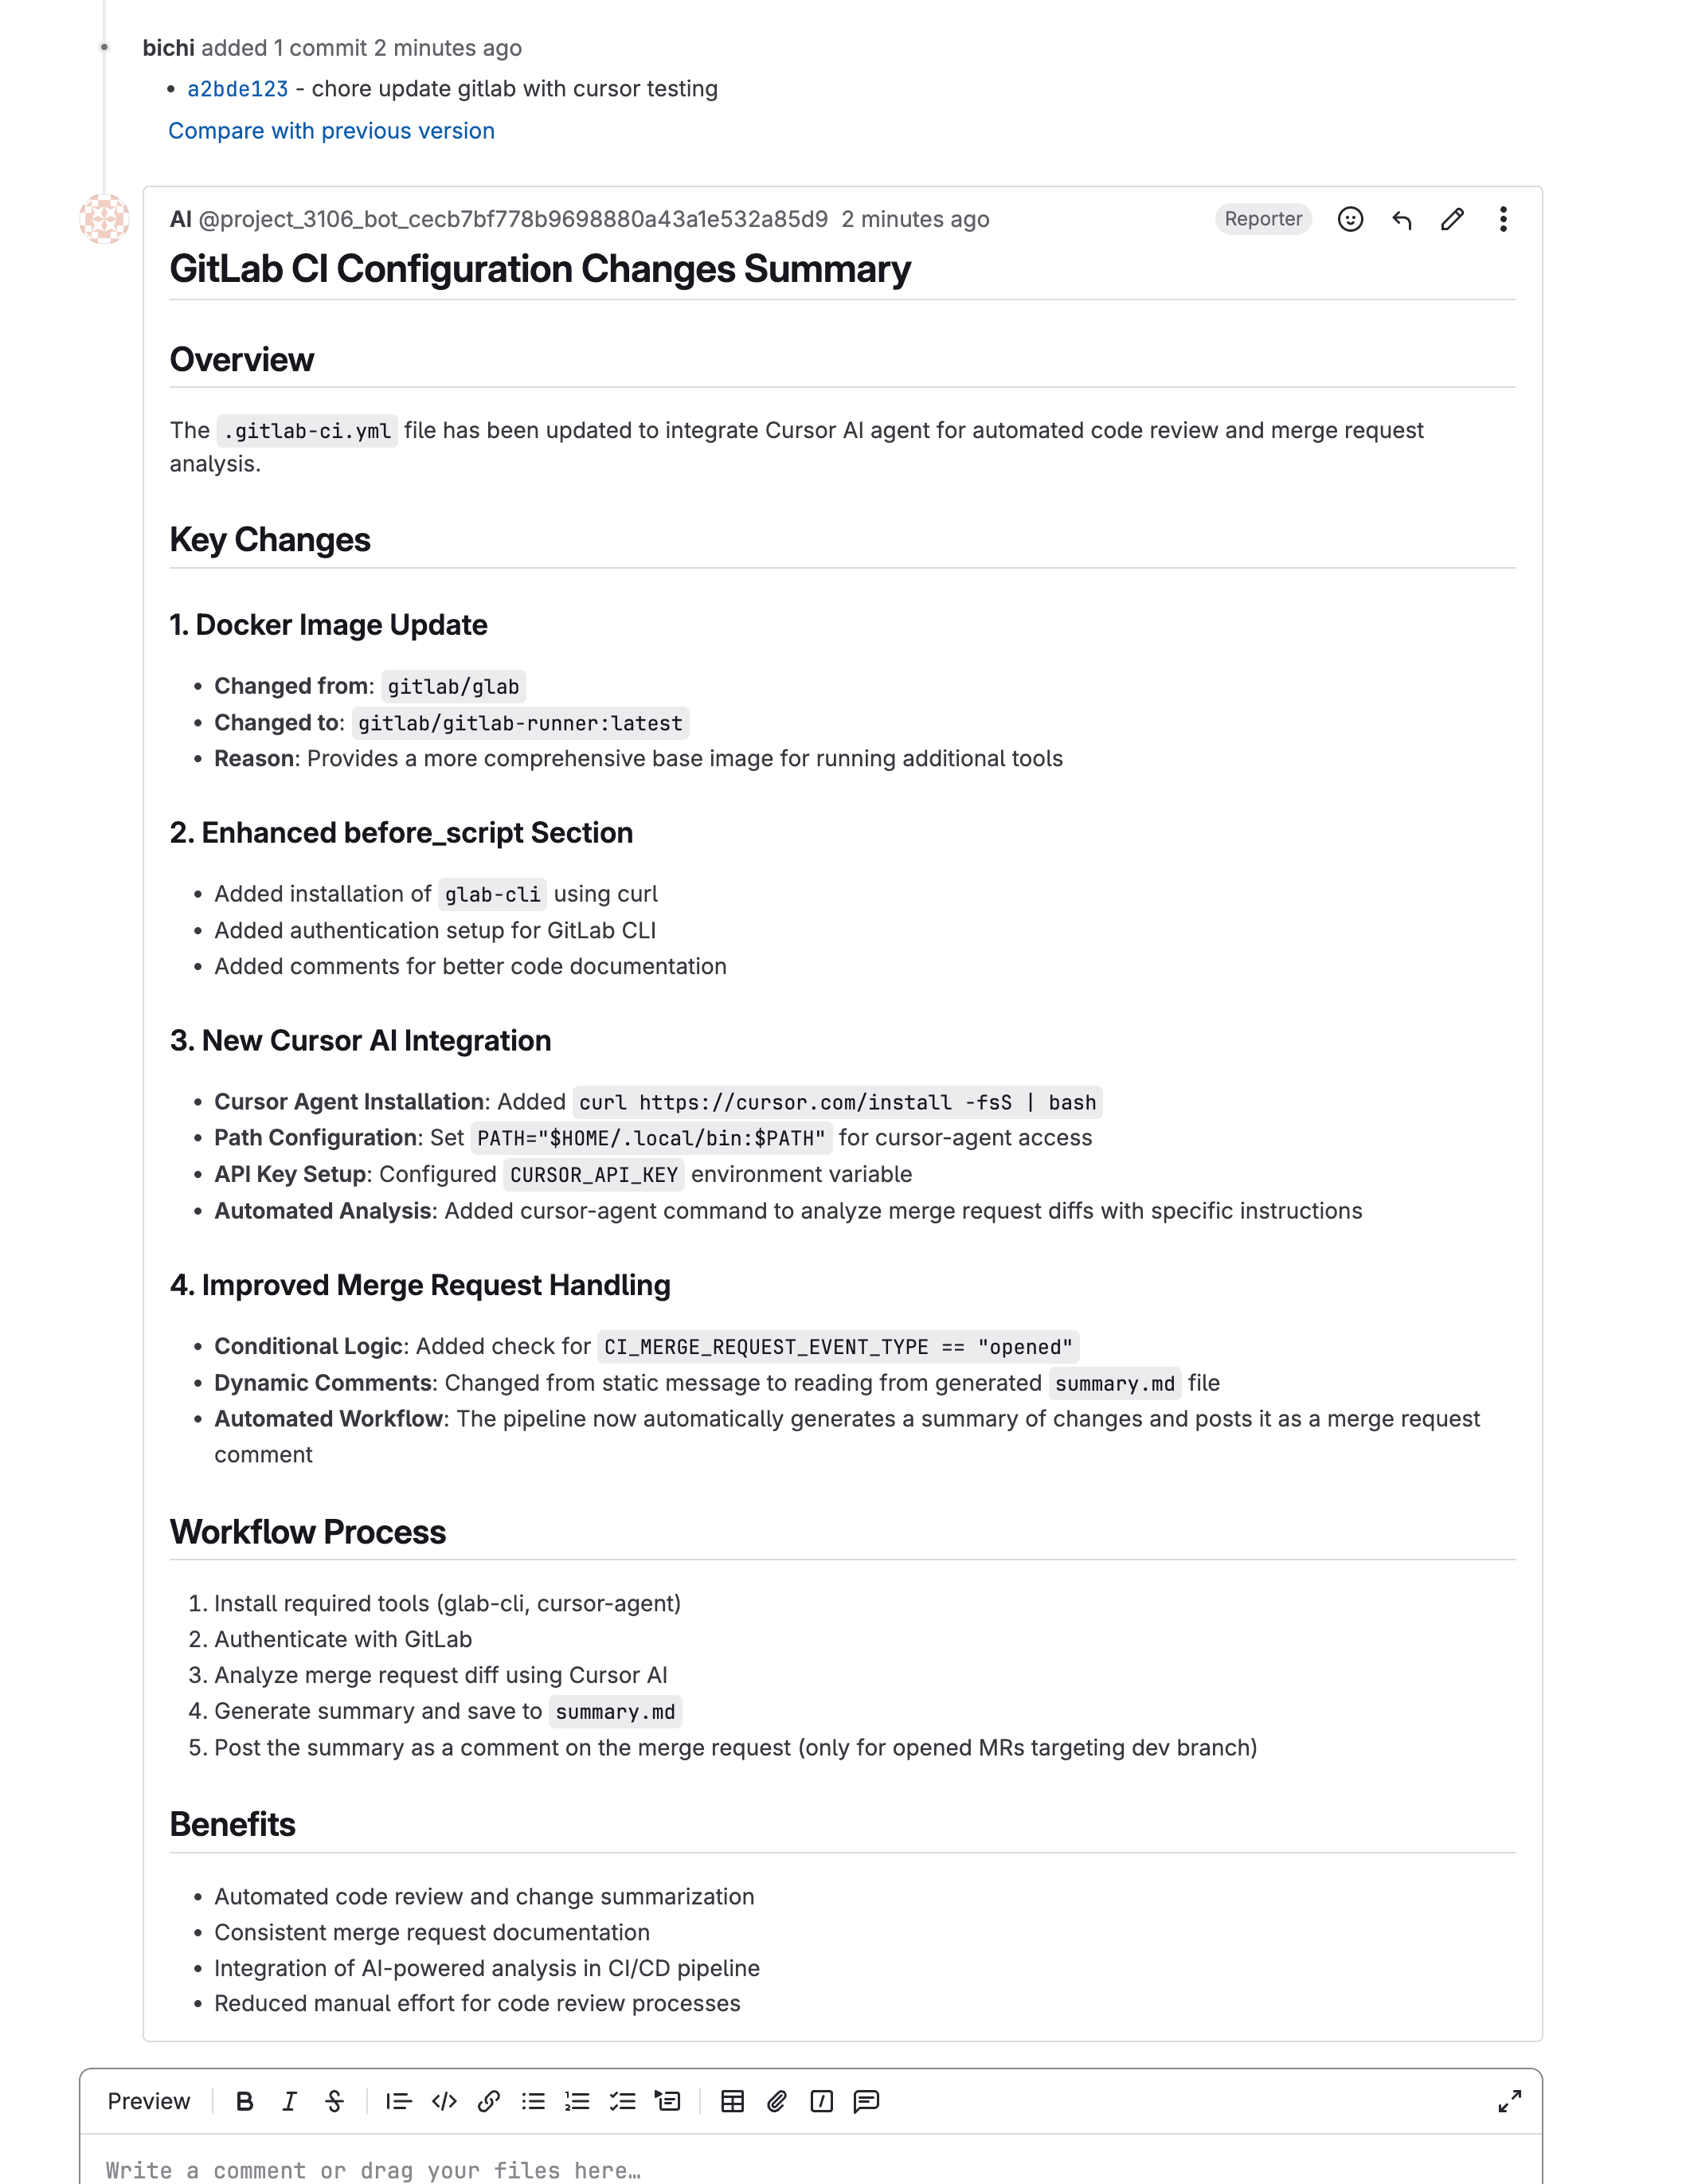 bichi added 1 commit 2 minutes ago
• a2bde123 - chore update gitlab with cursor testing
Compare with previous version
AI @project_3106_bot_cecb7bf778b9698880a43a1e532a85d9 2 minutes ago Reporter
GitLab CI Configuration Changes Summary
Overview
The .gitlab-ci.yml file has been updated to integrate Cursor AI agent for automated code review and merge request
analysis.
Key Changes
1. Docker Image Update
• Changed from: gitlab/glab
• Changed to: gitlab/gitlab-runner:latest
• Reason: Provides a more comprehensive base image for running additional tools
2. Enhanced before_script Section
• Added installation of glab-cli using curl
• Added authentication setup for GitLab CLI
• Added comments for better code documentation
3. New Cursor AI Integration
• Cursor Agent Installation: Added curl https://cursor.com/install -fsS | bash
• Path Configuration: Set PATH="$HOME/.local/bin:$PATH" for cursor-agent access
• API Key Setup: Configured CURSOR_API_KEY environment variable
• Automated Analysis: Added cursor-agent command to analyze merge request diffs with specific instructions
4. Improved Merge Request Handling
• Conditional Logic: Added check for CI_MERGE_REQUEST_EVENT_TYPE == "opened"
• Dynamic Comments: Changed from static message to reading from generated summary.md file
• Automated Workflow: The pipeline now automatically generates a summary of changes and posts it as a merge request
comment
Workflow Process
1. Install required tools (glab-cli, cursor-agent)
2. Authenticate with GitLab
3. Analyze merge request diff using Cursor AI
4. Generate summary and save to summary.md
5. Post the summary as a comment on the merge request (only for opened MRs targeting dev branch)
Benefits
• Automated code review and change summarization
• Consistent merge request documentation
• Integration of AI-powered analysis in CI/CD pipeline
• Reduced manual effort for code review processes
Preview
Write a comment or drag your files here…